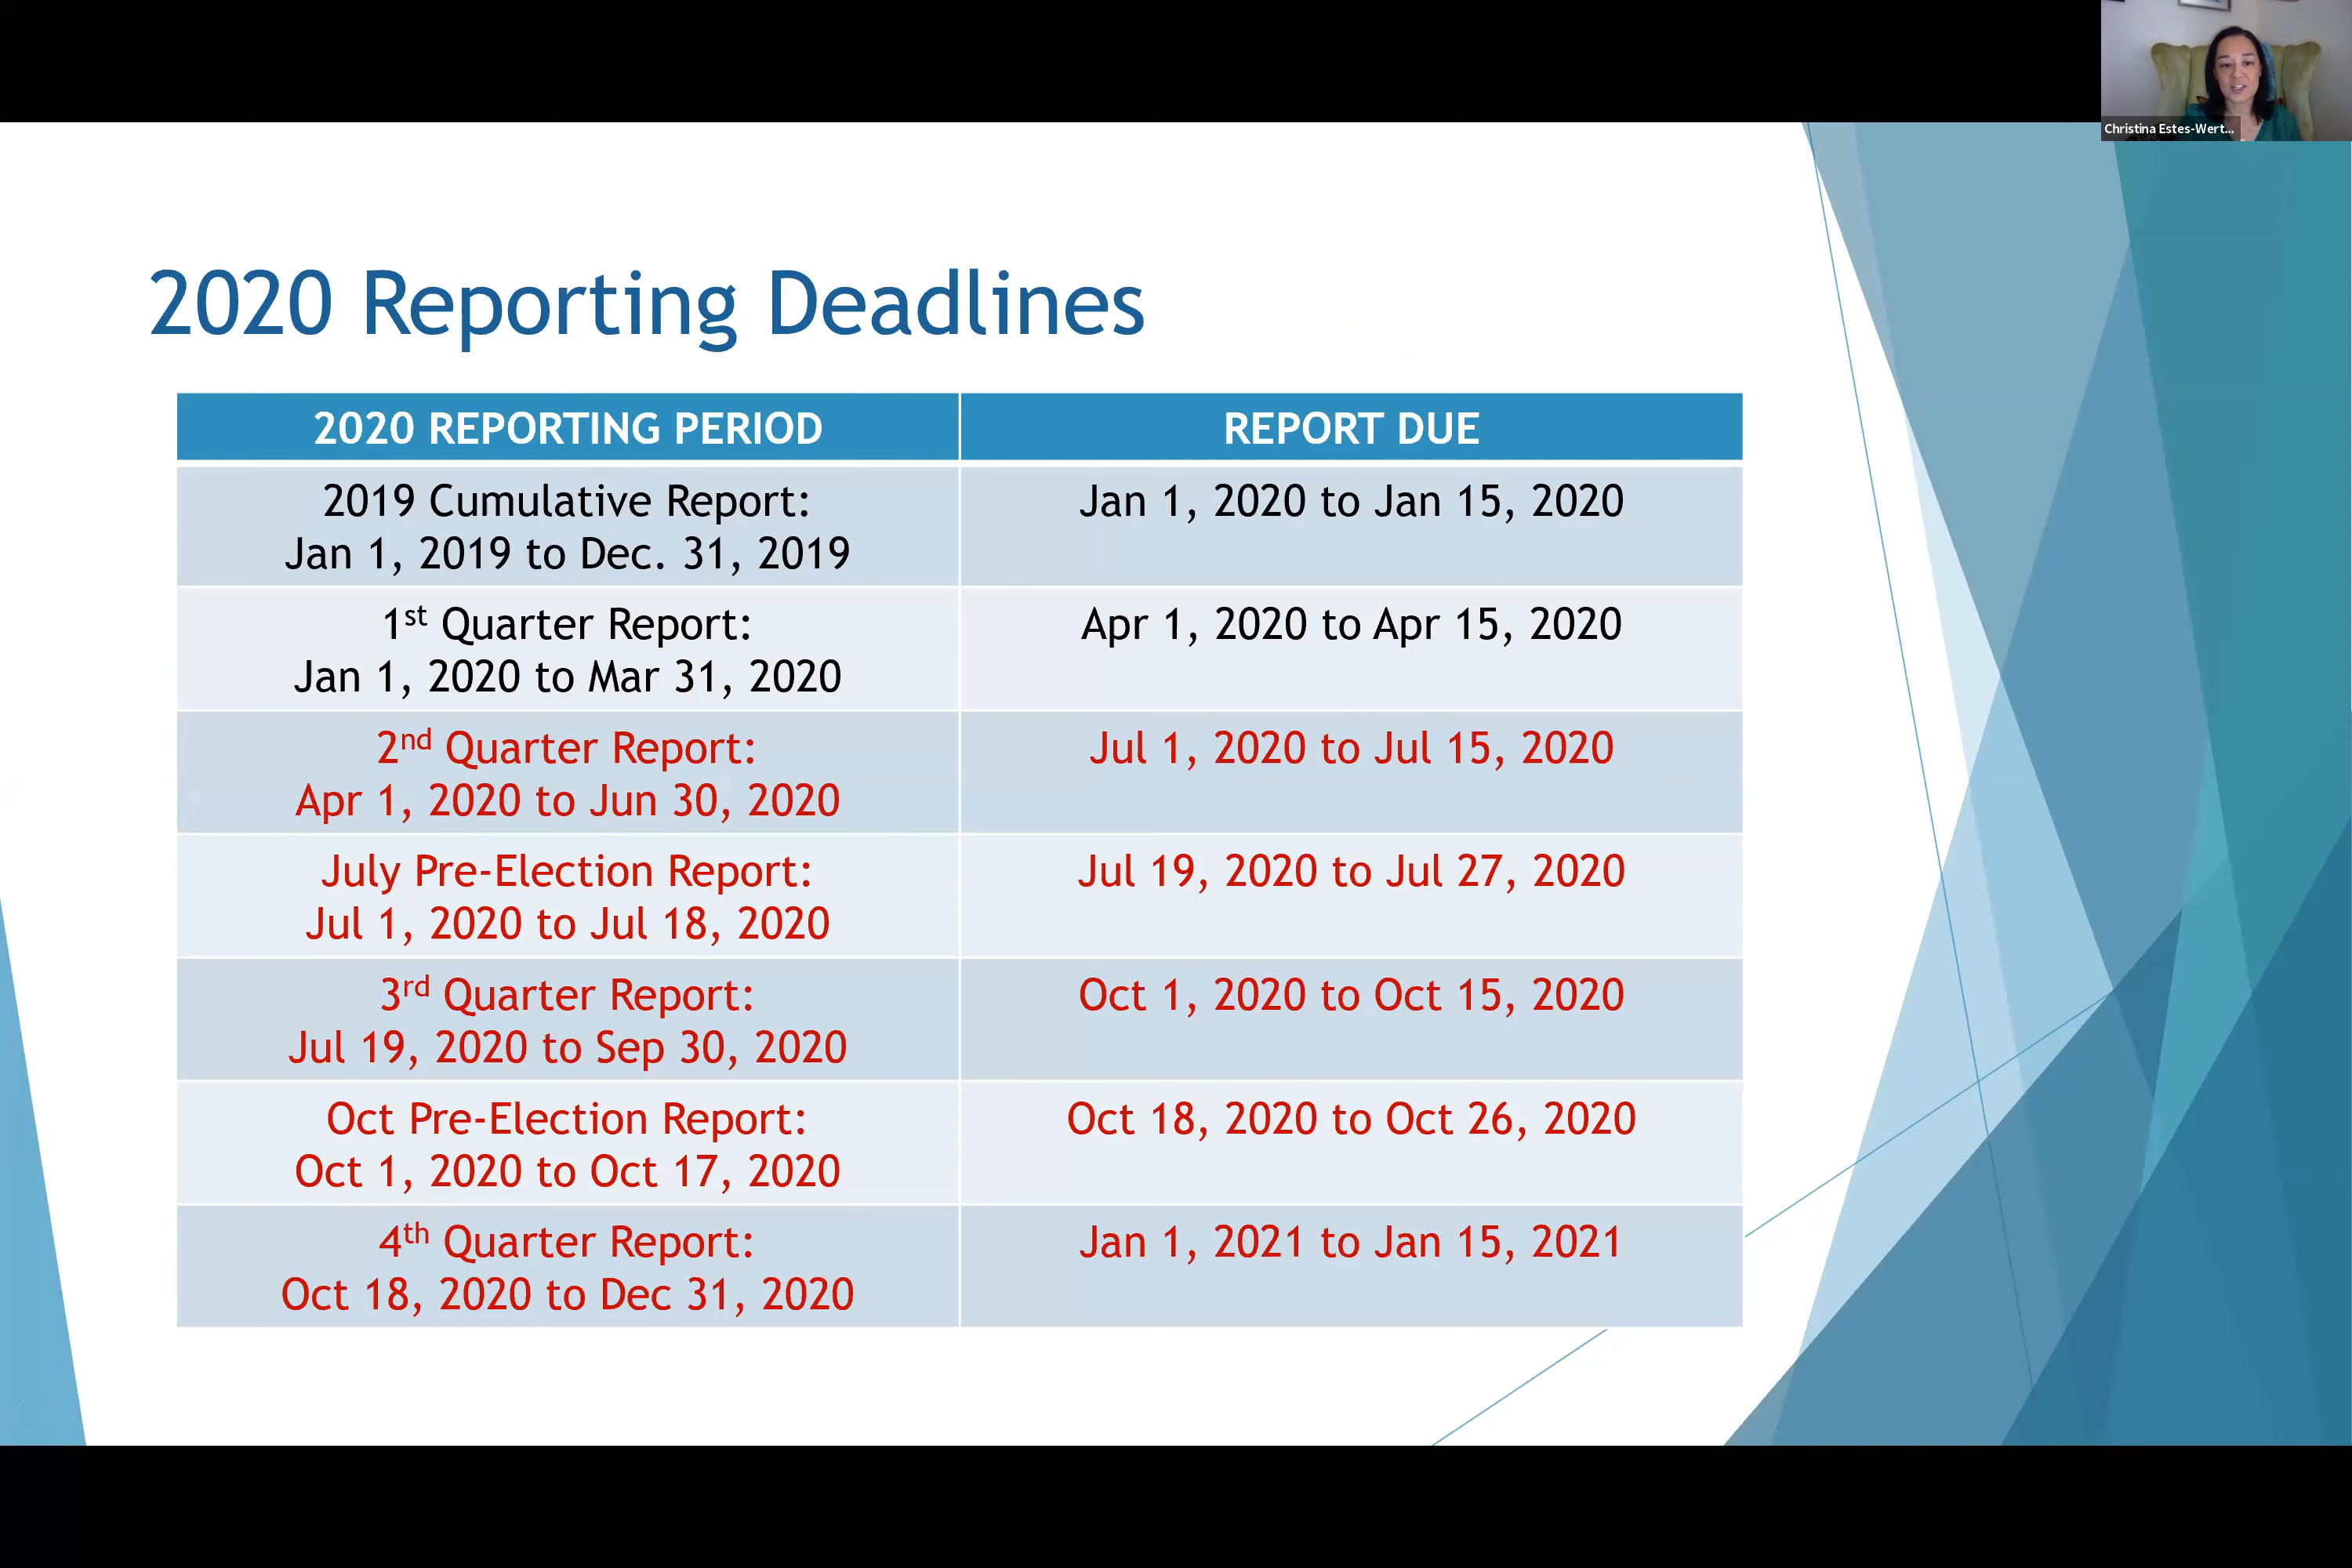 Christina Estes-Wert...
2020 Reporting Deadlines
2020 REPORTING PERIOD
REPORT DUE
2019 Cumulative Report:
Jan 1, 2019 to Dec. 31, 2019
Jan 1, 2020 to Jan 15, 2020
1st Quarter Report:
Jan 1, 2020 to Mar 31, 2020
Apr 1, 2020 to Apr 15, 2020
2nd Quarter Report:
Apr 1, 2020 to Jun 30, 2020
Jul 1, 2020 to Jul 15, 2020
July Pre-Election Report:
Jul 1, 2020 to Jul 18, 2020
Jul 19, 2020 to Jul 27, 2020
3rd Quarter Report:
Jul 19, 2020 to Sep 30, 2020
Oct 1, 2020 to Oct 15, 2020
Oct Pre-Election Report:
Oct 1, 2020 to Oct 17, 2020
Oct 18, 2020 to Oct 26, 2020
4th Quarter Report:
Oct 18, 2020 to Dec 31, 2020
Jan 1, 2021 to Jan 15, 2021